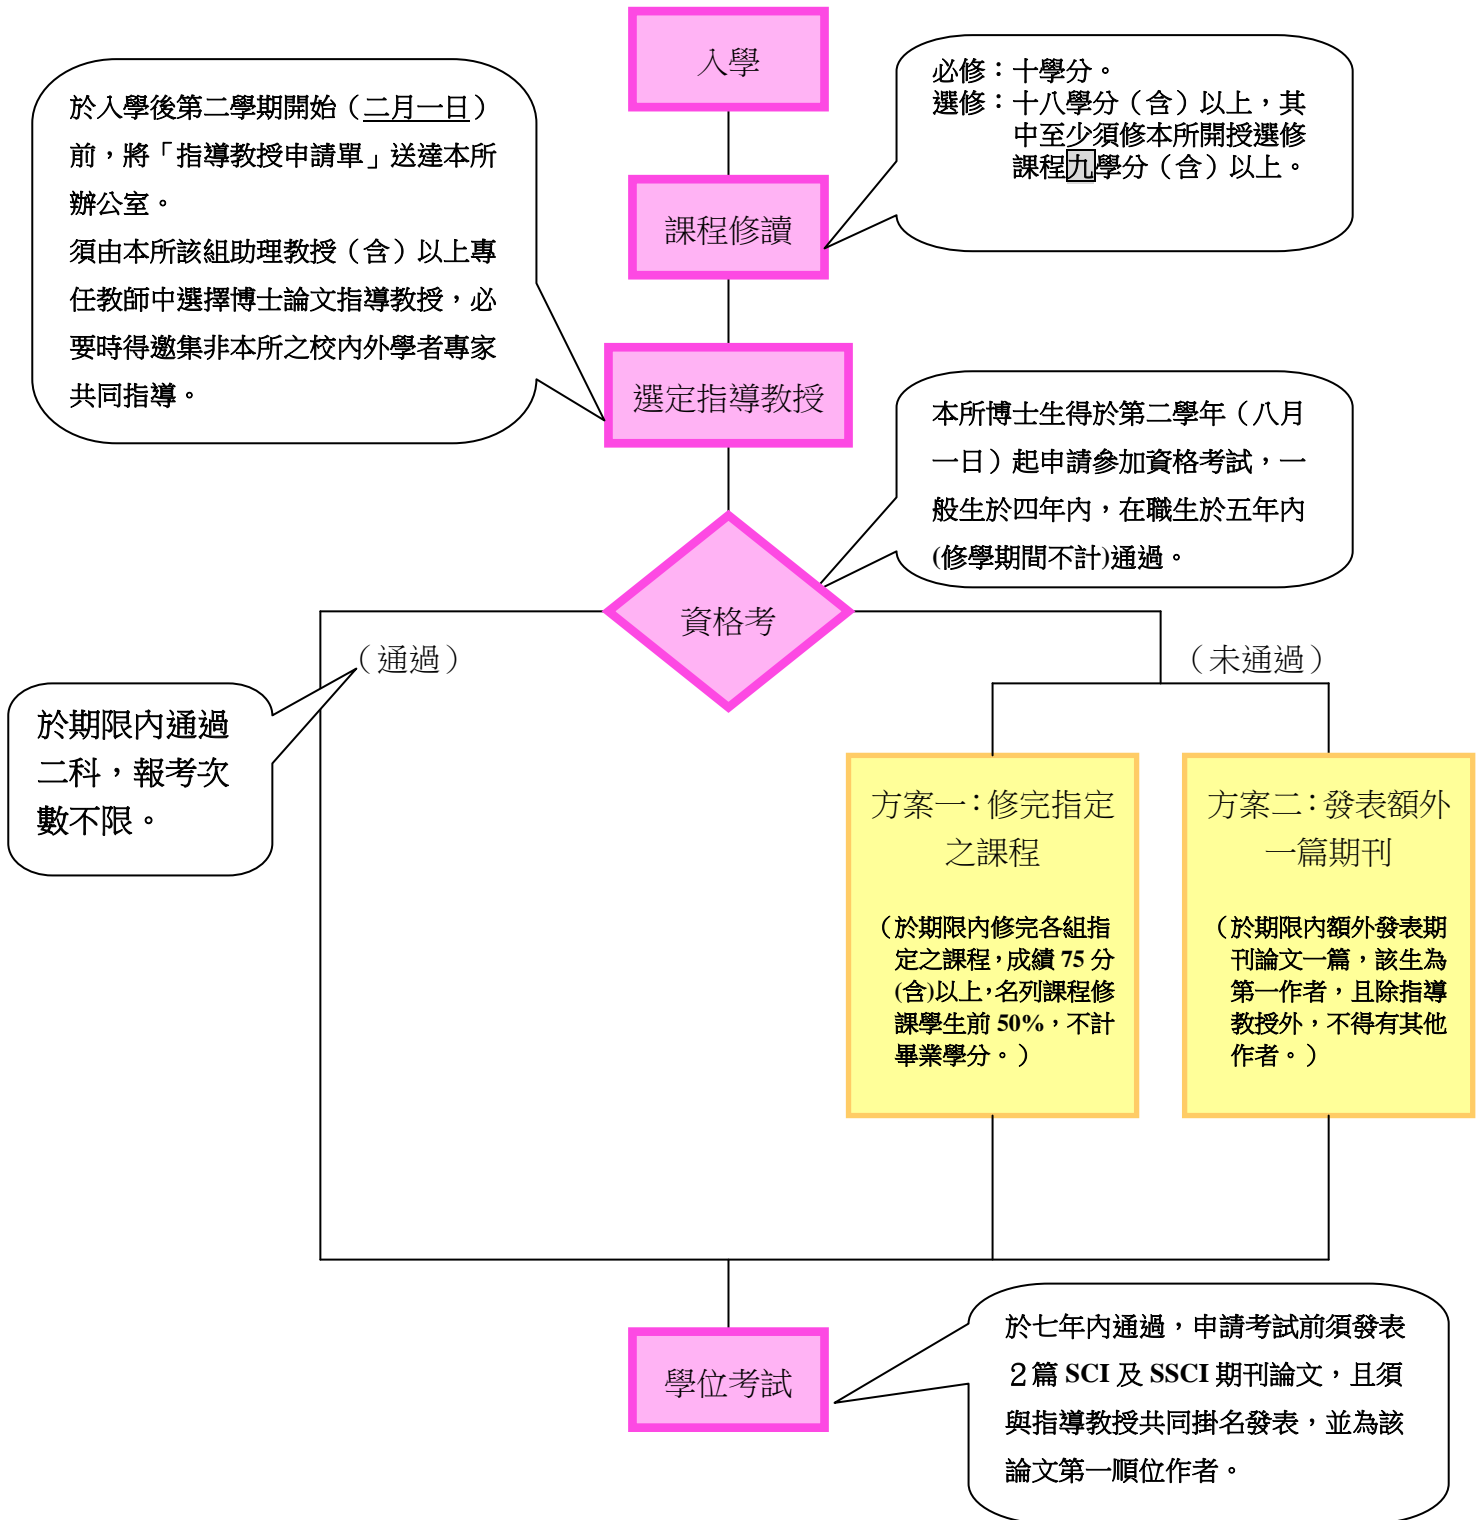 入學
必修：十學分。
選修：十八學分（含）以上，其
中至少須修本所開授選修
課程九學分（含）以上。
於入學後第二學期開始（二月一日）
前，將「指導教授申請單」送達本所
辦公室。
須由本所該組助理教授（含）以上專
任教師中選擇博士論文指導教授，必
要時得邀集非本所之校內外學者專家
共同指導。
課程修讀
選定指導教授
本所博士生得於第二學年（八月
一日）起申請參加資格考試，一
般生於四年內，在職生於五年內
(修學期間不計)通過。
資格考
（通過）
（未通過）
於期限內通過
二科，報考次
數不限。
方案一：修完指定
之課程
（於期限內修完各組指
定之課程，成績 75 分
(含)以上，名列課程修
課學生前 50%，不計
畢業學分。）
方案二：發表額外
一篇期刊
（於期限內額外發表期
刊論文一篇，該生為
第一作者，且除指導
教授外，不得有其他
作者。）
學位考試
於七年內通過，申請考試前須發表
２篇 SCI 及 SSCI 期刊論文，且須
與指導教授共同掛名發表，並為該
論文第一順位作者。